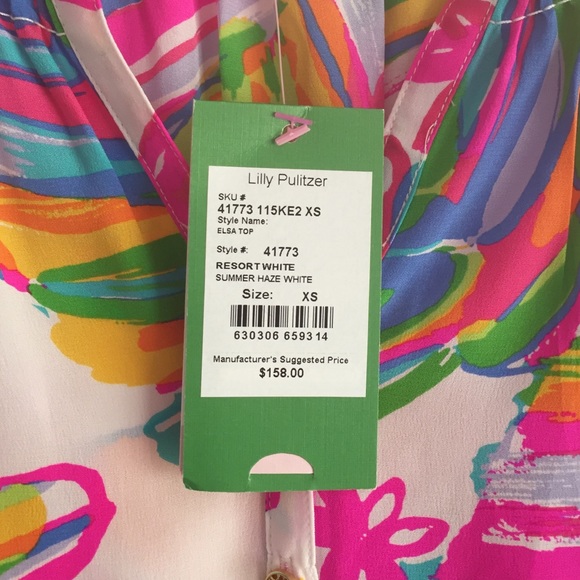 Lilly Pulitzer
SKU #
41773 115KE2 XS
Style Name:
ELSA TOP
Style #: 41773
RESORT WHITE
SUMMER HAZE WHITE
Size: XS
630306 659314
Manufacturer's Suggested Price
$158.00